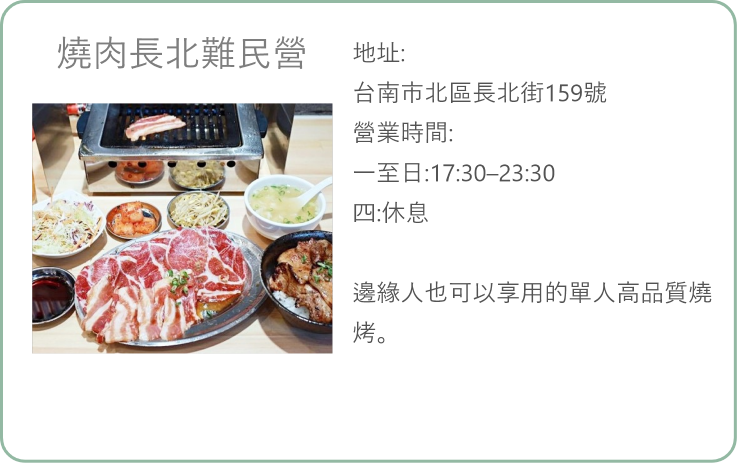 燒肉長北難民營
地址:
台南市北區長北街159號
營業時間:
一至日:17:30–23:30
四:休息
邊緣人也可以享用的單人高品質燒
烤。